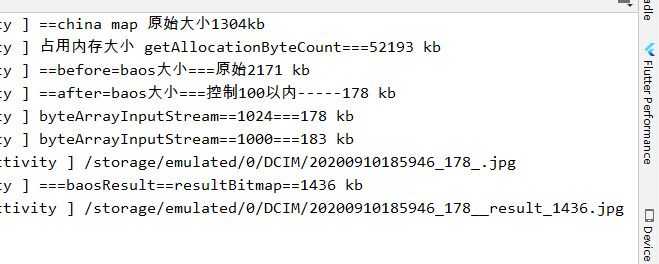 ty ] ==china map 原始大小1304kb
ty ] 占用内存大小 getAllocationByteCount===52193 kb
ty ] ==before=baos大小===原始2171 kb
ty ] ==after=baos大小===控制100以内-----178 kb
ty ] byteArrayInputStream==1024===178 kb
ty ] byteArrayInputStream==1000===183 kb
ctivity ] /storage/emulated/0/DCIM/20200910185946_178_.jpg
ty ] ===baosResult==resultBitmap==1436 kb
ctivity ] /storage/emulated/0/DCIM/20200910185946_178__result_1436.jpg
adle
Flutter Performance
Device